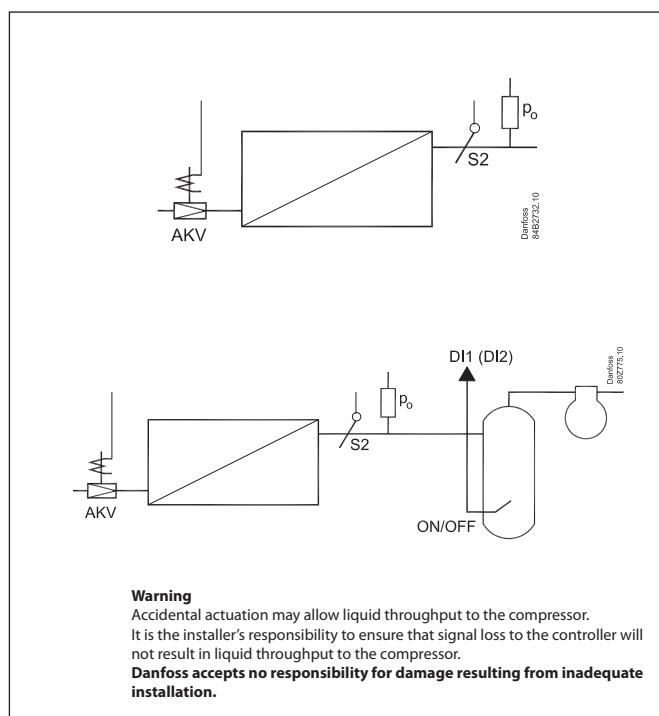 p₀
S2
AKV
Danfoss
84B2732.10
DI1 (DI2)
Danfoss
80Z775.10
p₀
S2
AKV
ON/OFF
Warning
Accidental actuation may allow liquid throughput to the compressor.
It is the installer's responsibility to ensure that signal loss to the controller will
not result in liquid throughput to the compressor.
Danfoss accepts no responsibility for damage resulting from inadequate
installation.